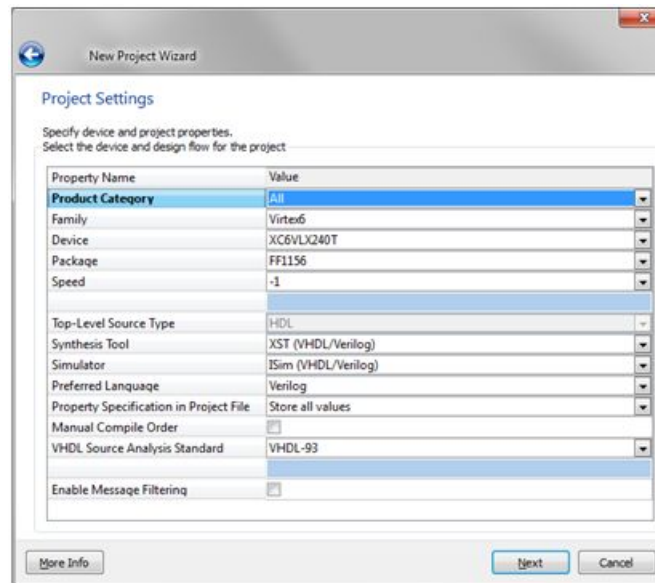 New Project Wizard
Project Settings
Specify device and project properties.
Select the device and design flow for the project
Property Name Value
Product Category All
Family Virtex6
Device XC6VLX240T
Package FF1156
Speed -1
Top-Level Source Type HDL
Synthesis Tool XST (VHDL/Verilog)
Simulator ISim (VHDL/Verilog)
Preferred Language Verilog
Property Specification in Project File Store all values
Manual Compile Order
VHDL Source Analysis Standard VHDL-93
Enable Message Filtering
More Info Next Cancel